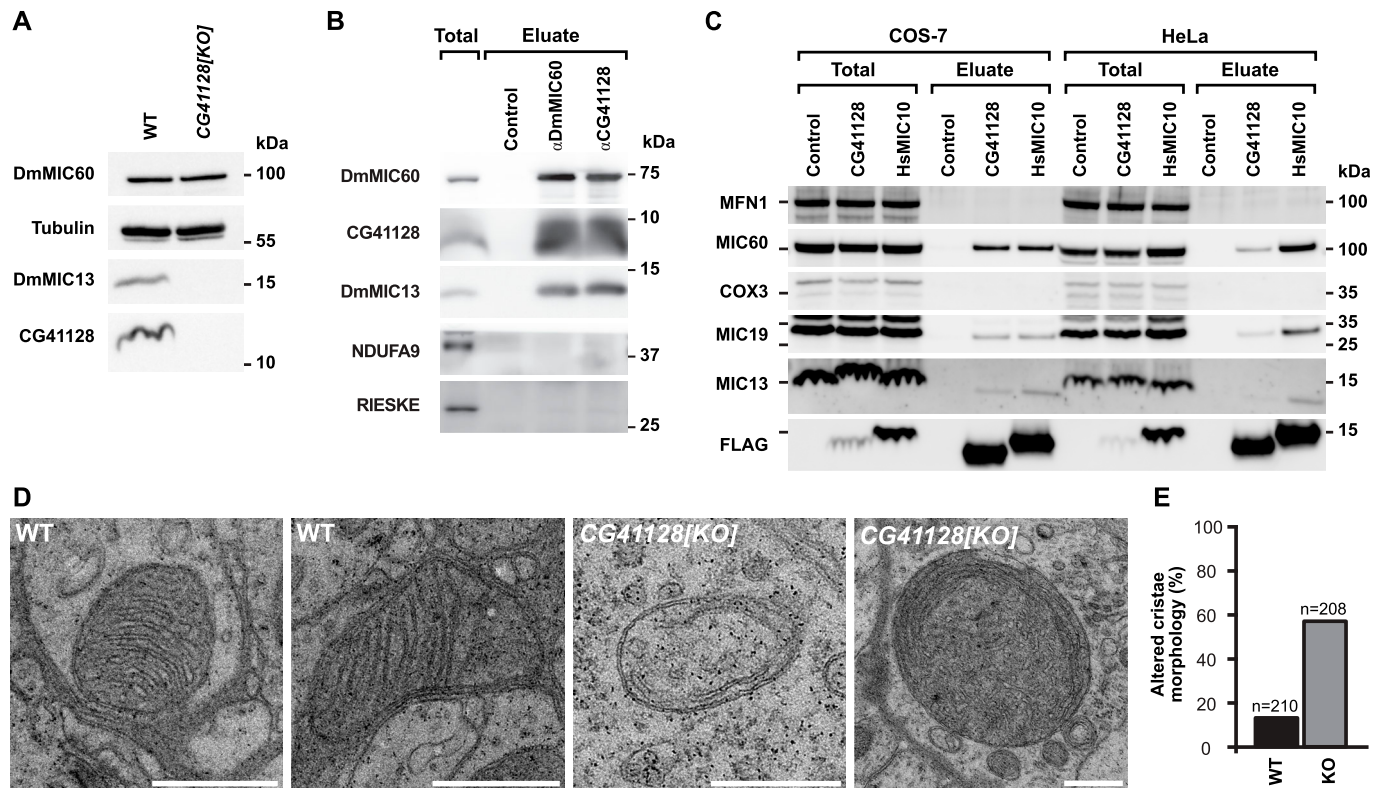 A
WT
CG41128[KO]
kDa
DmMIC60
100
Tubulin
55
DmMIC13
15
CG41128
10
B
Total
Eluate
Control
αDmMIC60
αCG41128
kDa
DmMIC60
75
CG41128
10
15
DmMIC13
NDUFA9
37
RIESKE
25
C
COS-7
HeLa
Total
Eluate
Total
Eluate
Control
CG41128
HsMIC10
Control
CG41128
HsMIC10
Control
CG41128
HsMIC10
Control
CG41128
HsMIC10
kDa
MFN1
100
MIC60
100
COX3
35
MIC19
35
25
MIC13
15
FLAG
15
D
WT
WT
CG41128[KO]
CG41128[KO]
E
Altered cristae
morphology (%)
100
80
60
40
20
0
n=210
n=208
WT
KO